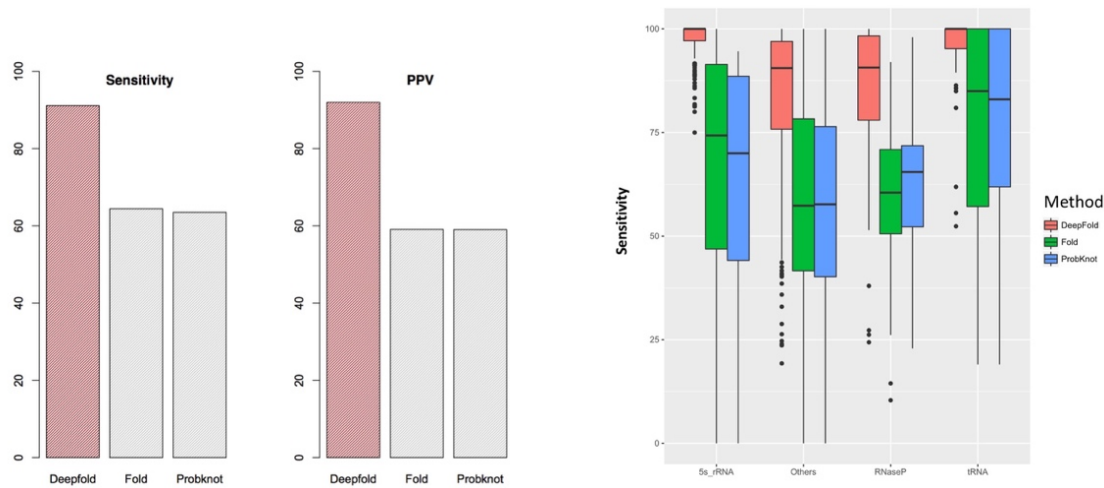 Sensitivity
0
20
40
60
80
100
Deepfold Fold Probknot
PPV
0
20
40
60
80
100
Deepfold Fold Probknot
Sensitivity
100
75
50
25
0
5s_rRNA Others RNaseP tRNA
Method
DeepFold
Fold
ProbKnot